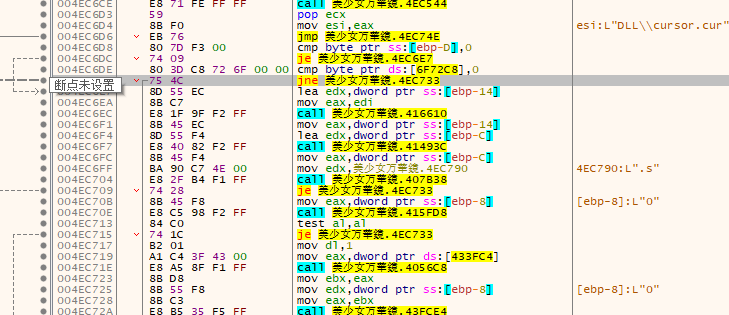 004EC6CE E8 71 FE FF FF call 美少女万華鏡.4EC544
004EC6D3 59 pop ecx
004EC6D4 8B F0 mov esi,eax esi:L"DLL\\cursor.cur"
004EC6D6 EB 76 jmp 美少女万華鏡.4EC74E
004EC6D8 80 7D F3 00 cmp byte ptr ss:[ebp-D],0
004EC6DC 74 09 je 美少女万華鏡.4EC6E7
004EC6DE 80 3D C8 72 6F 00 00 cmp byte ptr ds:[6F72C8],0
断点未设置 75 4C jne 美少女万華鏡.4EC733
8D 55 EC lea edx,dword ptr ss:[ebp-14]
004EC6EA 8B C7 mov eax,edi
004EC6EC E8 1F 9F F2 FF call 美少女万華鏡.416610
004EC6F1 8B 45 EC mov eax,dword ptr ss:[ebp-14]
004EC6F4 8D 55 F4 lea edx,dword ptr ss:[ebp-C]
004EC6F7 E8 40 82 F2 FF call 美少女万華鏡.41493C
004EC6FC 8B 45 F4 mov eax,dword ptr ss:[ebp-C]
004EC6FF BA 90 C7 4E 00 mov edx,美少女万華鏡.4EC790 4EC790:L".s"
004EC704 E8 2F B4 F1 FF call 美少女万華鏡.407B38
004EC709 74 28 je 美少女万華鏡.4EC733
004EC70B 8B 45 F8 mov eax,dword ptr ss:[ebp-8] [ebp-8]:L"0"
004EC70E E8 C5 98 F2 FF call 美少女万華鏡.415FD8
004EC713 84 C0 test al,al
004EC715 74 1C je 美少女万華鏡.4EC733
004EC717 B2 01 mov dl,1
004EC719 A1 C4 3F 43 00 mov eax,dword ptr ds:[433FC4]
004EC71E E8 A5 8F F1 FF call 美少女万華鏡.4056C8
004EC723 8B D8 mov ebx,eax
004EC725 8B 55 F8 mov edx,dword ptr ss:[ebp-8] [ebp-8]:L"0"
004EC728 8B C3 mov eax,ebx
004EC72A E8 B5 35 F5 FF call 美少女万華鏡.43FCE4